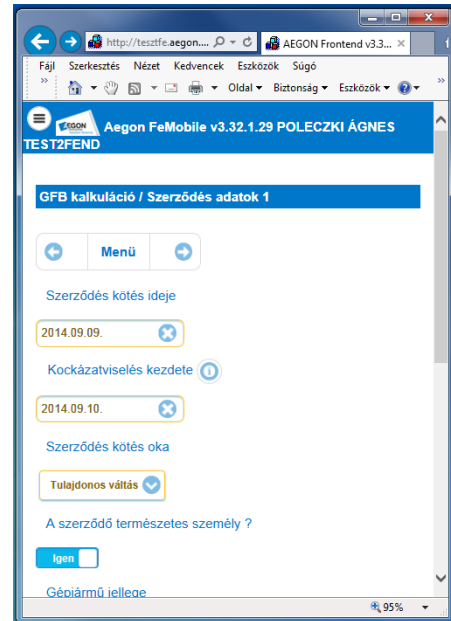 http://tesztfe.aegon....
AEGON Frontend v3.3...
Fájl Szerkesztés Nézet Kedvencek Eszközök Súgó
» Oldal Biztonság Eszközök »
AEGON Aegon FeMobile v3.32.1.29 POLECZKI ÁGNES
TEST2FEND
GFB kalkuláció / Szerződés adatok 1
Menü
Szerződés kötés ideje
2014.09.09.
Kockázatviselés kezdete
2014.09.10.
Szerződés kötés oka
Tulajdonos váltás
A szerződő természetes személy ?
Igen
Gépjármű jellege
95%